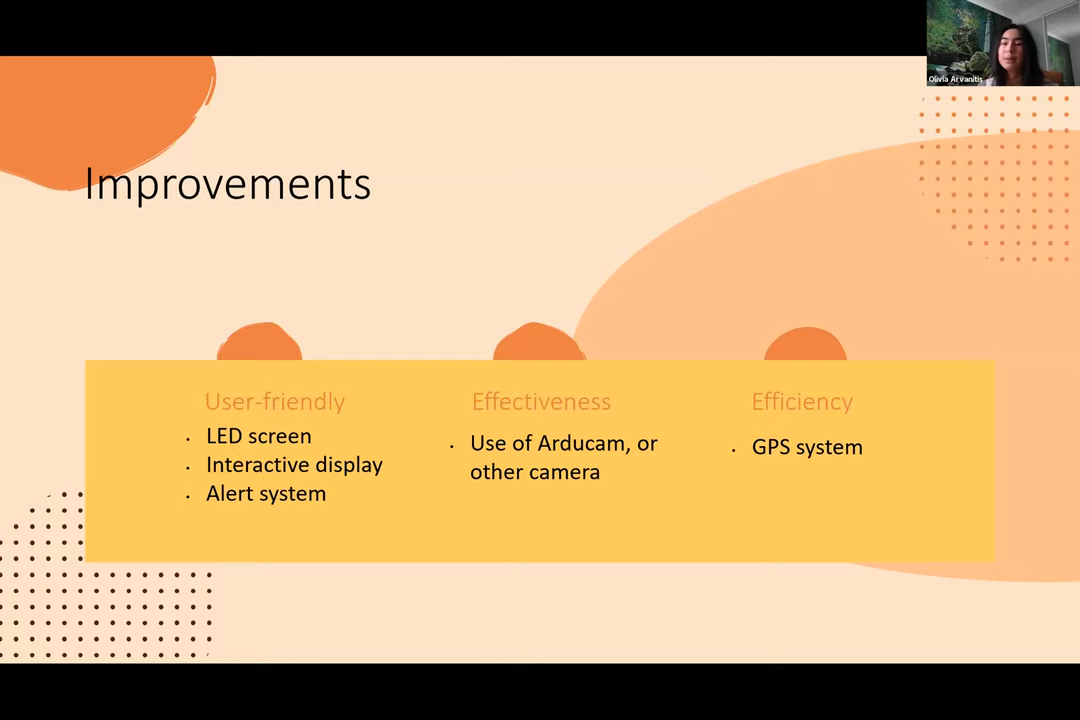 Olivia Arvanitis
Improvements
User-friendly
• LED screen
• Interactive display
• Alert system
Effectiveness
• Use of Arducam, or
other camera
Efficiency
• GPS system